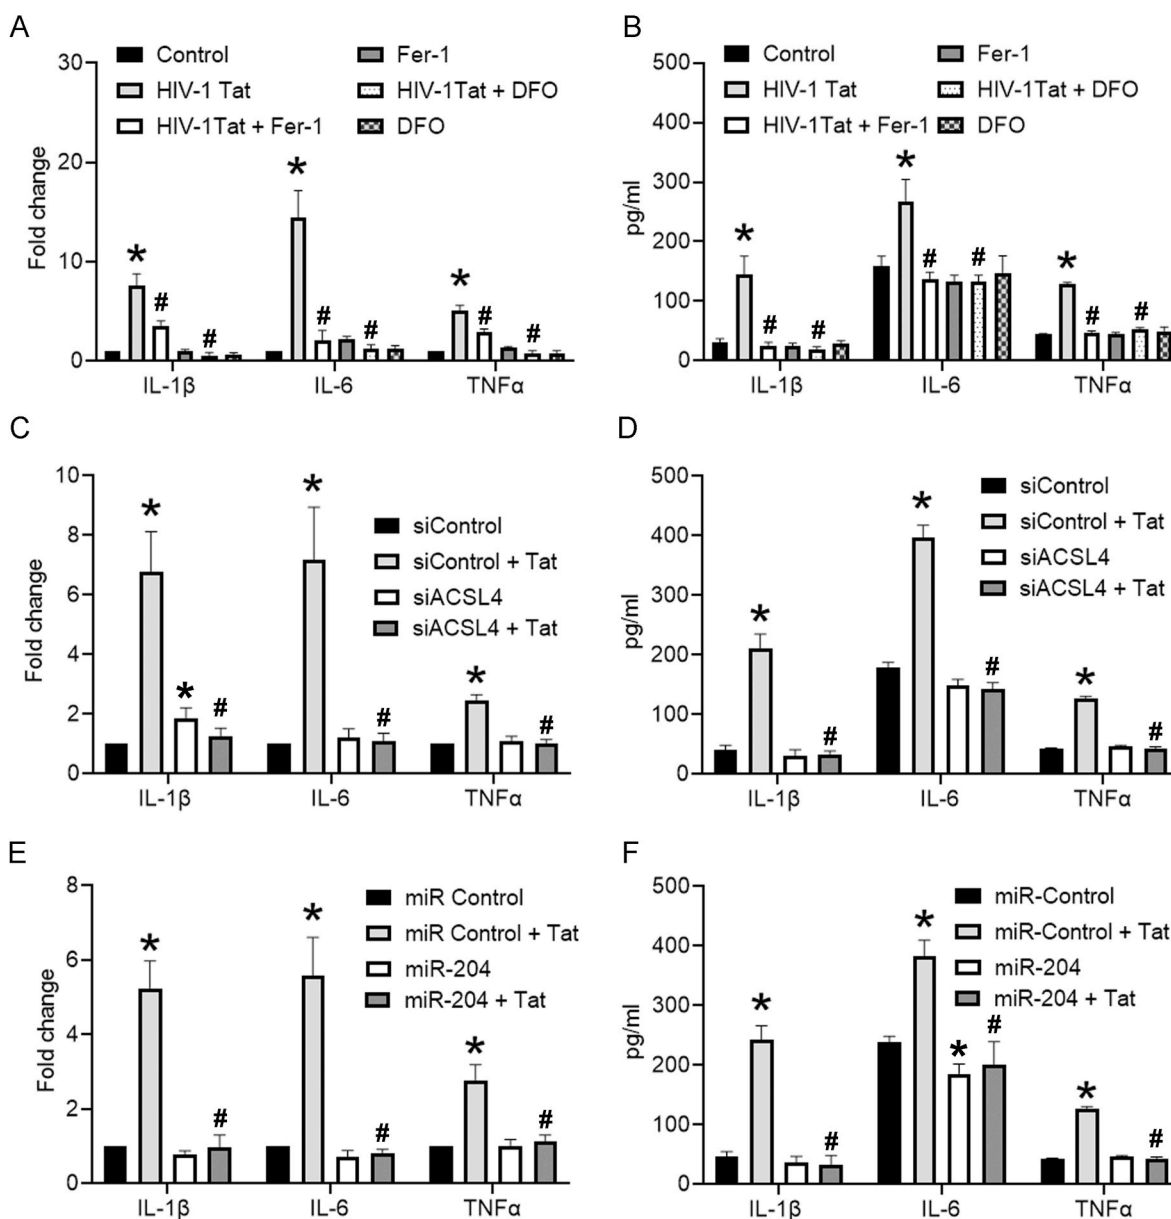 A
Control
Fer-1
HIV-1 Tat
HIV-1Tat + DFO
HIV-1Tat + Fer-1
DFO
30
20
10
0
Fold change
* # # * # # * # #
IL-1β IL-6 TNFα
B
Control
Fer-1
HIV-1 Tat
HIV-1Tat + DFO
HIV-1Tat + Fer-1
DFO
500
400
300
200
100
0
pg/ml
* # # * # # * # #
IL-1β IL-6 TNFα
C
siControl
siControl + Tat
siACSL4
siACSL4 + Tat
10
8
6
4
2
0
Fold change
* * # * # * #
IL-1β IL-6 TNFα
D
siControl
siControl + Tat
siACSL4
siACSL4 + Tat
500
400
300
200
100
0
pg/ml
* # * # * #
IL-1β IL-6 TNFα
E
miR Control
miR Control + Tat
miR-204
miR-204 + Tat
8
6
4
2
0
Fold change
* # * # * #
IL-1β IL-6 TNFα
F
miR-Control
miR-Control + Tat
miR-204
miR-204 + Tat
500
400
300
200
100
0
pg/ml
* # * * # * #
IL-1β IL-6 TNFα